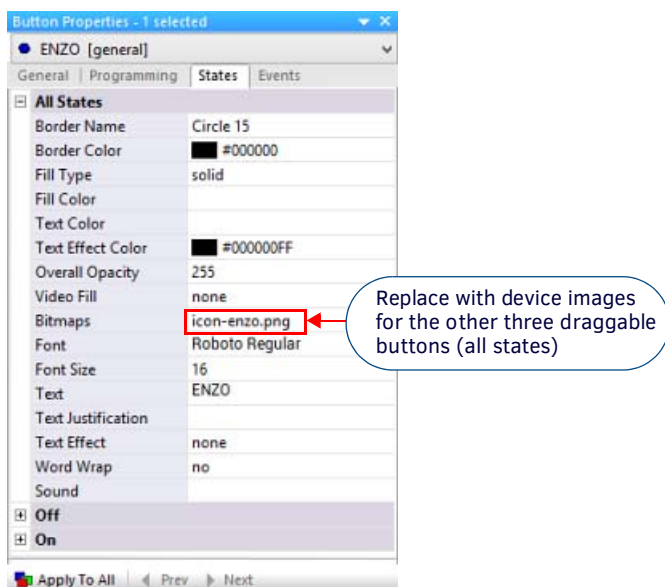 Button Properties - 1 selected
ENZO [general]
General | Programming States Events
All States
Border Name Circle 15
Border Color #000000
Fill Type solid
Fill Color
Text Color
Text Effect Color #000000FF
Overall Opacity 255
Video Fill none
Bitmaps icon-enzo.png
Font Roboto Regular
Font Size 16
Text ENZO
Text Justification
Text Effect none
Word Wrap no
Sound
Off
On
Apply To All Prev Next
Replace with device images
for the other three draggable
buttons (all states)